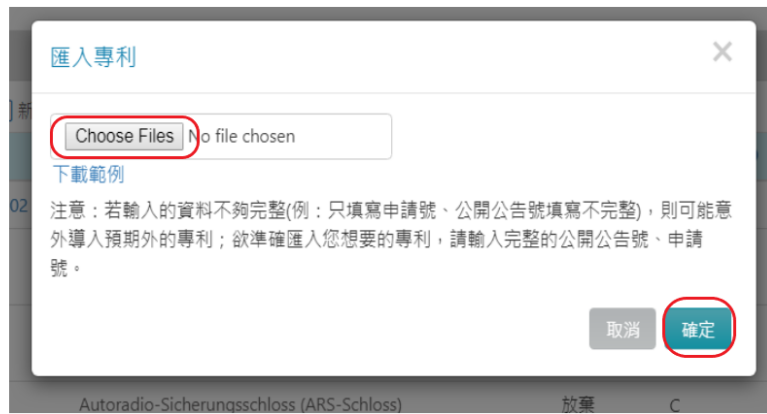 匯入專利
×
新
Choose Files No file chosen
下載範例
02
注意：若輸入的資料不夠完整(例：只填寫申請號、公開公告號填寫不完整)，則可能意
外導入預期外的專利；欲準確匯入您想要的專利，請輸入完整的公開公告號、申請
號。
取消 確定
Autoradio-Sicherungsschloss (ARS-Schloss) 放棄 C